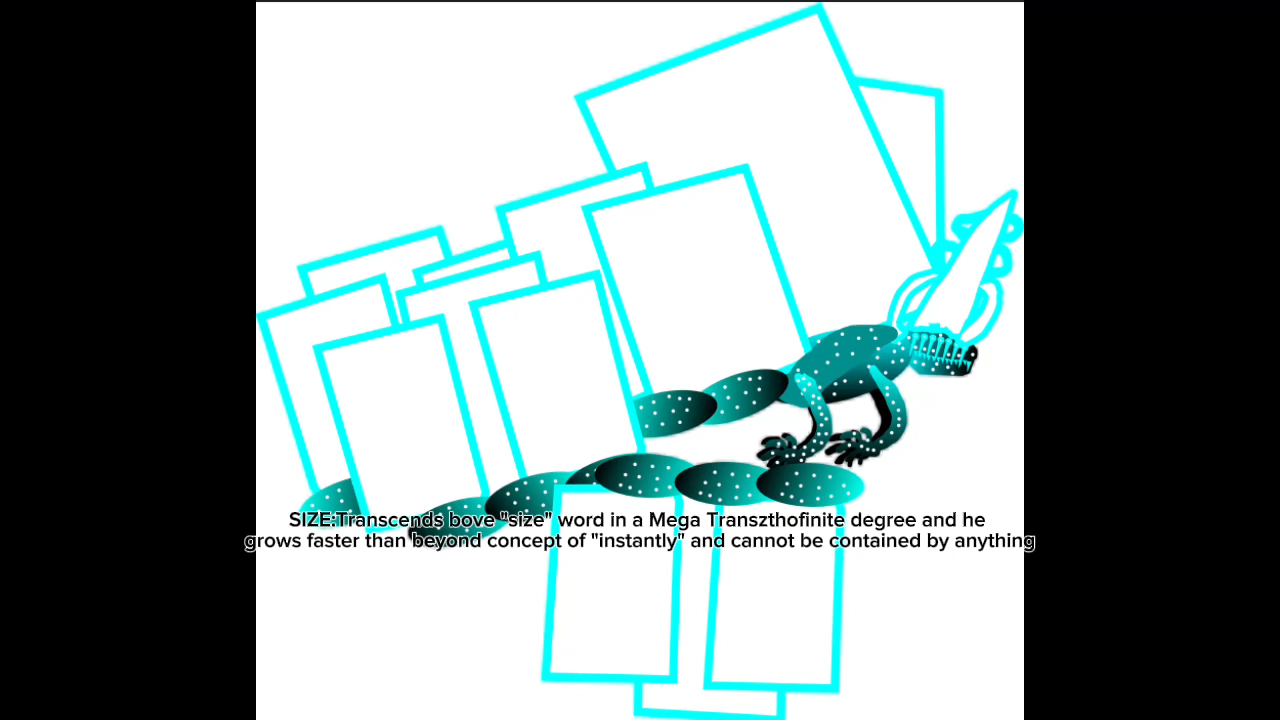 SIZE:Transcends bove "size" word in a Mega Transzthofinite degree and he
grows faster than beyond concept of "instantly" and cannot be contained by anything